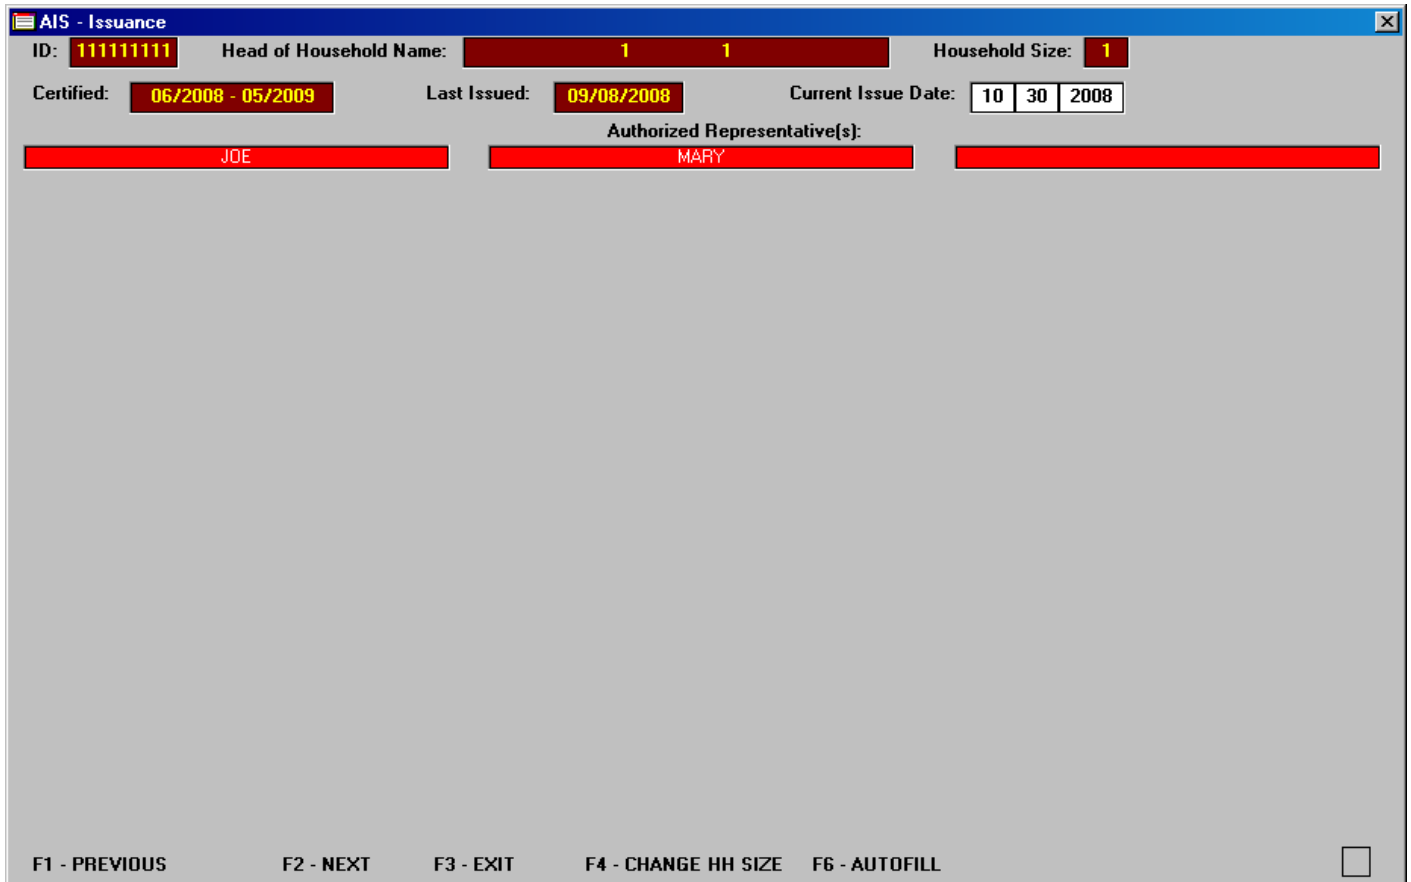 AIS - Issuance
ID: 111111111 Head of Household Name: 1 1 Household Size: 1
Certified: 06/2008 - 05/2009 Last Issued: 09/08/2008 Current Issue Date: 10 30 2008
Authorized Representative(s):
JOE MARY
F1 - PREVIOUS F2 - NEXT F3 - EXIT F4 - CHANGE HH SIZE F6 - AUTOFILL